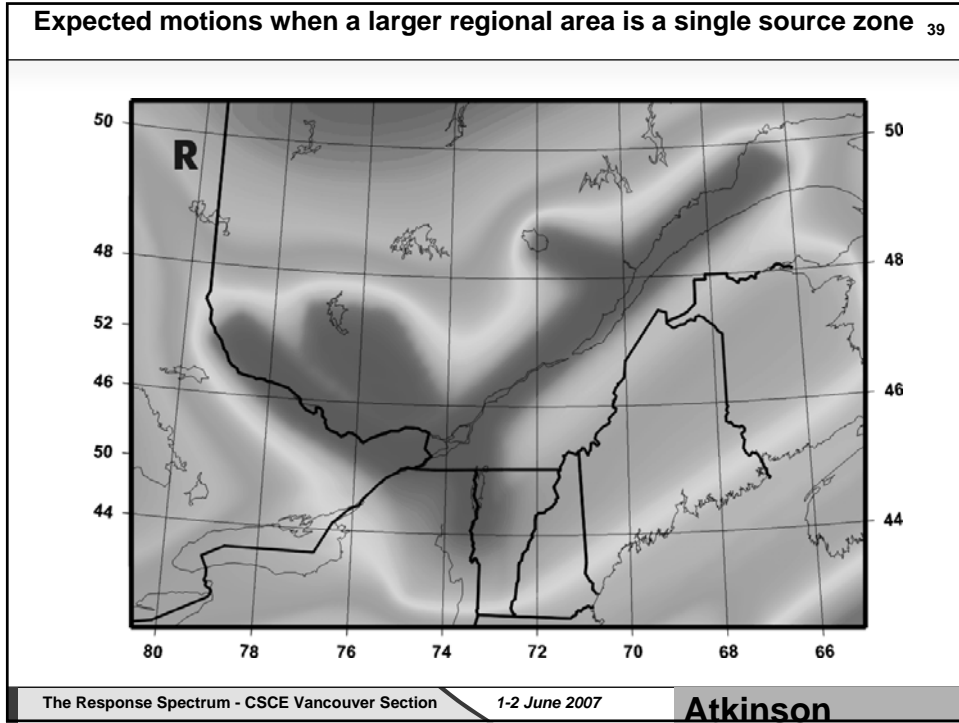 Expected motions when a larger regional area is a single source zone 39
R
50
48
52
46
50
44
50
48
46
44
80 78 76 74 72 70 68 66
The Response Spectrum - CSCE Vancouver Section 1-2 June 2007 Atkinson